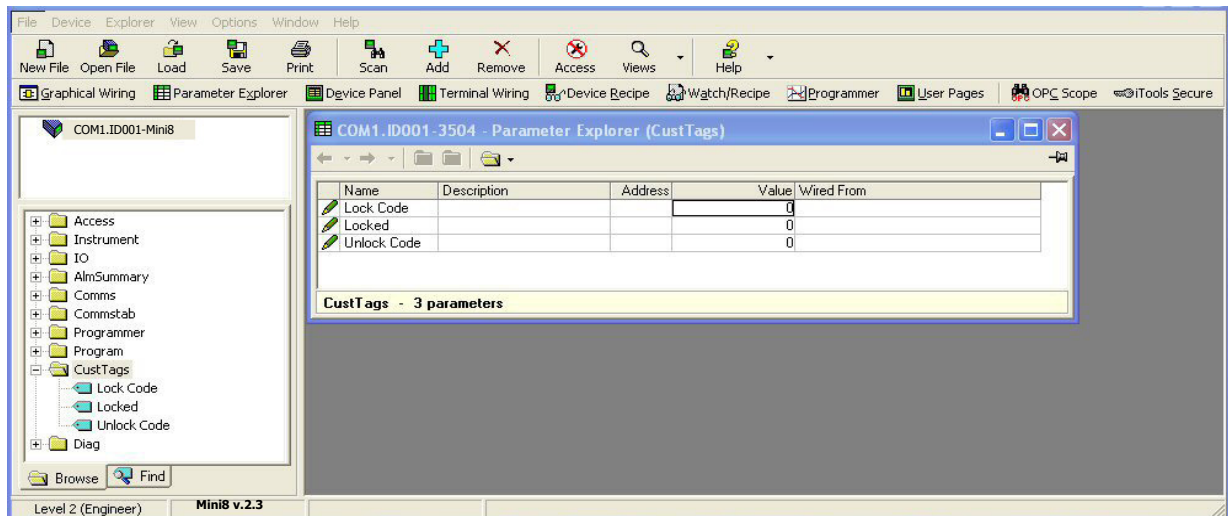 File Device Explorer View Options Window Help
New File Open File Load Save Print Scan Add Remove Access Views Help
Graphical Wiring Parameter Explorer Device Panel Terminal Wiring Device Recipe Watch/Recipe Programmer User Pages OPC Scope iTools Secure
COM1.ID001-Mini8
Access
Instrument
IO
AlmSummary
Comms
Commstab
Programmer
Program
CustTags
Lock Code
Locked
Unlock Code
Diag
Browse Find
COM1.ID001-3504 - Parameter Explorer (CustTags)
Name Description Address Value Wired From
Lock Code 0
Locked 0
Unlock Code 0
CustTags - 3 parameters
Level 2 (Engineer) Mini8 v.2.3